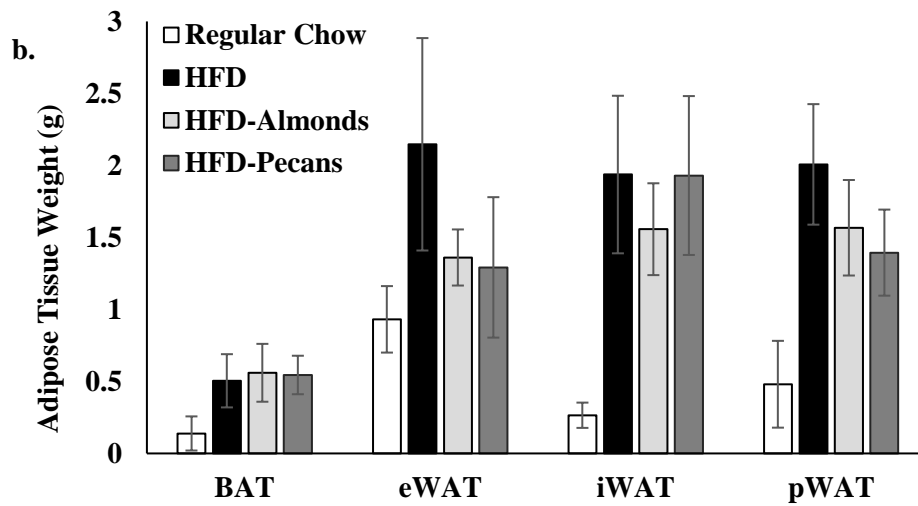 b.
Adipose Tissue Weight (g)
3
2.5
2
1.5
1
0.5
0
Regular Chow
HFD
HFD-Almonds
HFD-Pecans
BAT eWAT iWAT pWAT